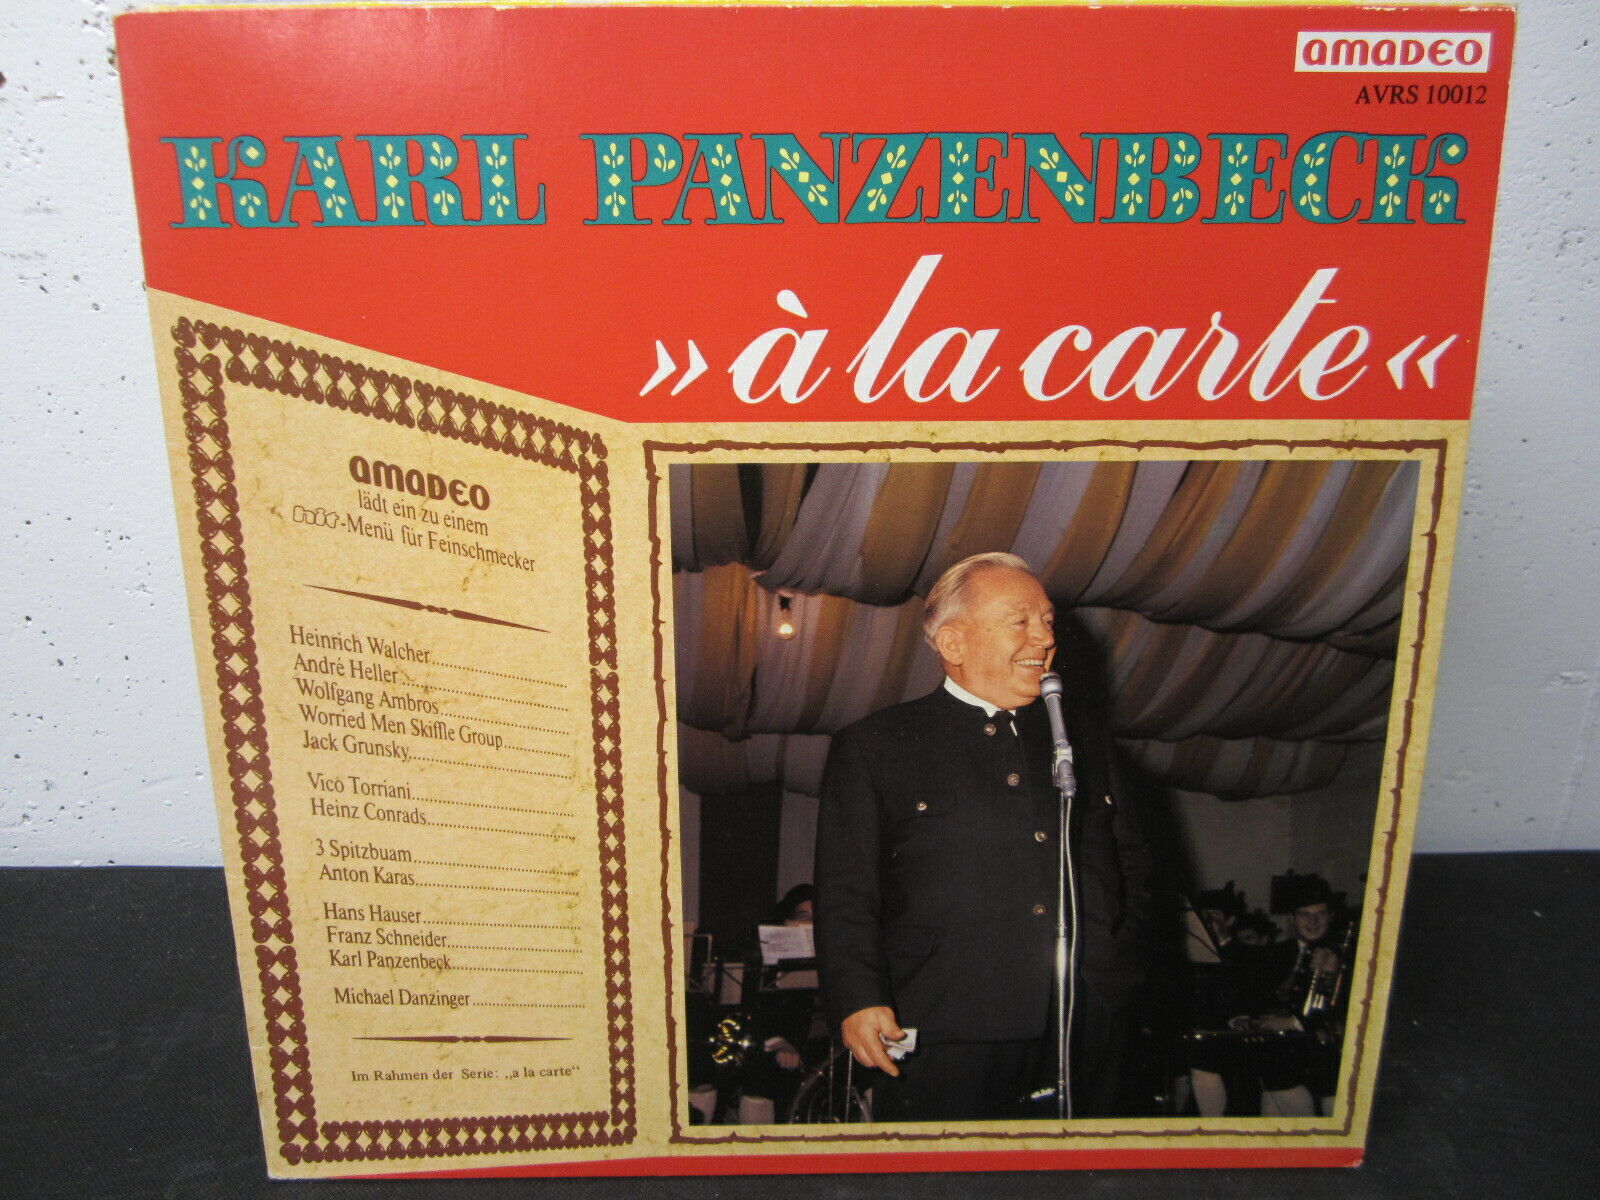 AMADEO
AVRS 10012
KARL PANZENBECK
»à la carte«
AMADEO
lädt ein zu einem
hit-Menü für Feinschmecker
Heinrich Walcher
André Heller
Wolfgang Ambros
Worried Men Skiffle Group
Jack Grunsky
Vico Torriani
Heinz Conrads
3 Spitzbuam
Anton Karas
Hans Hauser
Franz Schneider
Karl Panzenbeck
Michael Danzinger
Im Rahmen der Serie: „a la carte“